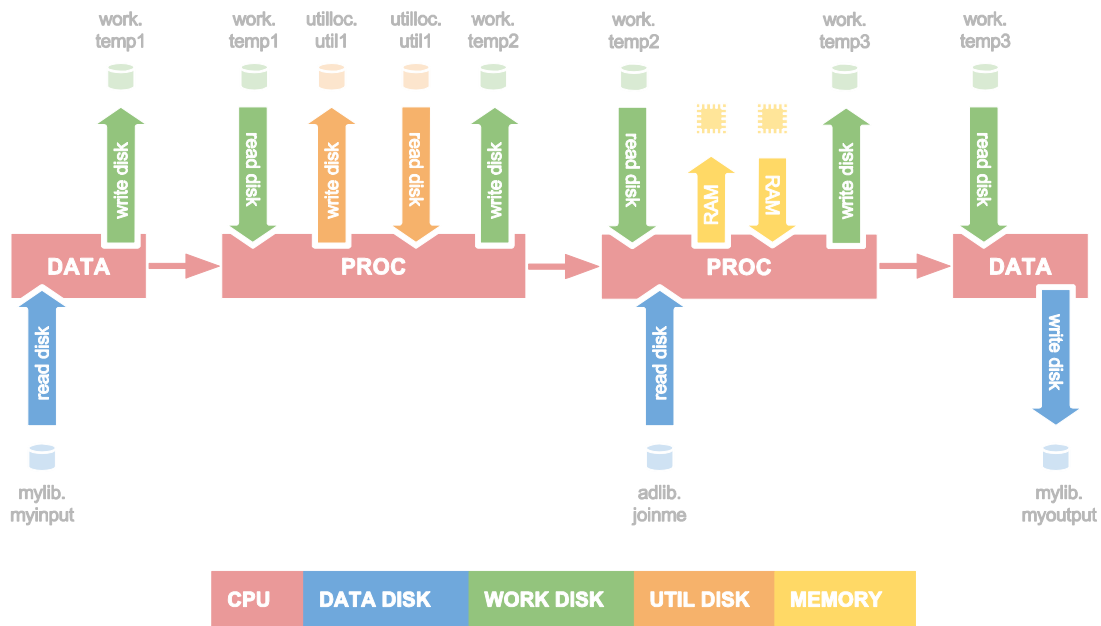 work. work. utilloc. utilloc. work. work. work. work.
temp1 temp1 util1 util1 temp2 temp2 temp3 temp3
write disk read disk write disk read disk write disk read disk RAM RAM write disk read disk
DATA PROC PROC DATA
read disk read disk write disk
mylib. adlib. mylib.
myinput joinme myoutput
CPU DATA DISK WORK DISK UTIL DISK MEMORY